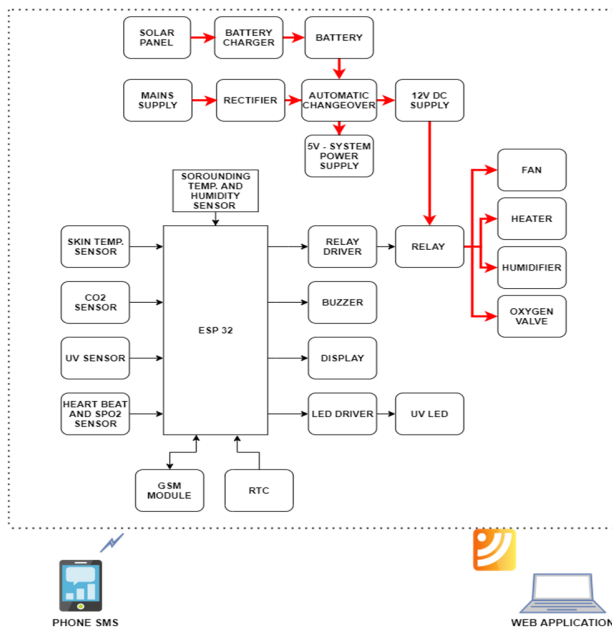 SOLAR
PANEL
BATTERY
CHARGER
BATTERY
MAINS
SUPPLY
RECTIFIER
AUTOMATIC
CHANGEOVER
12V DC
SUPPLY
5V - SYSTEM
POWER
SUPPLY
SOROUNDING
TEMP. AND
HUMIDITY
SENSOR
FAN
HEATER
SKIN TEMP.
SENSOR
RELAY
DRIVER
RELAY
HUMIDIFIER
CO2
SENSOR
BUZZER
OXYGEN
VALVE
ESP 32
UV SENSOR
DISPLAY
HEART BEAT
AND SPO2
SENSOR
LED DRIVER
UV LED
GSM
MODULE
RTC
PHONE SMS
WEB APPLICATION